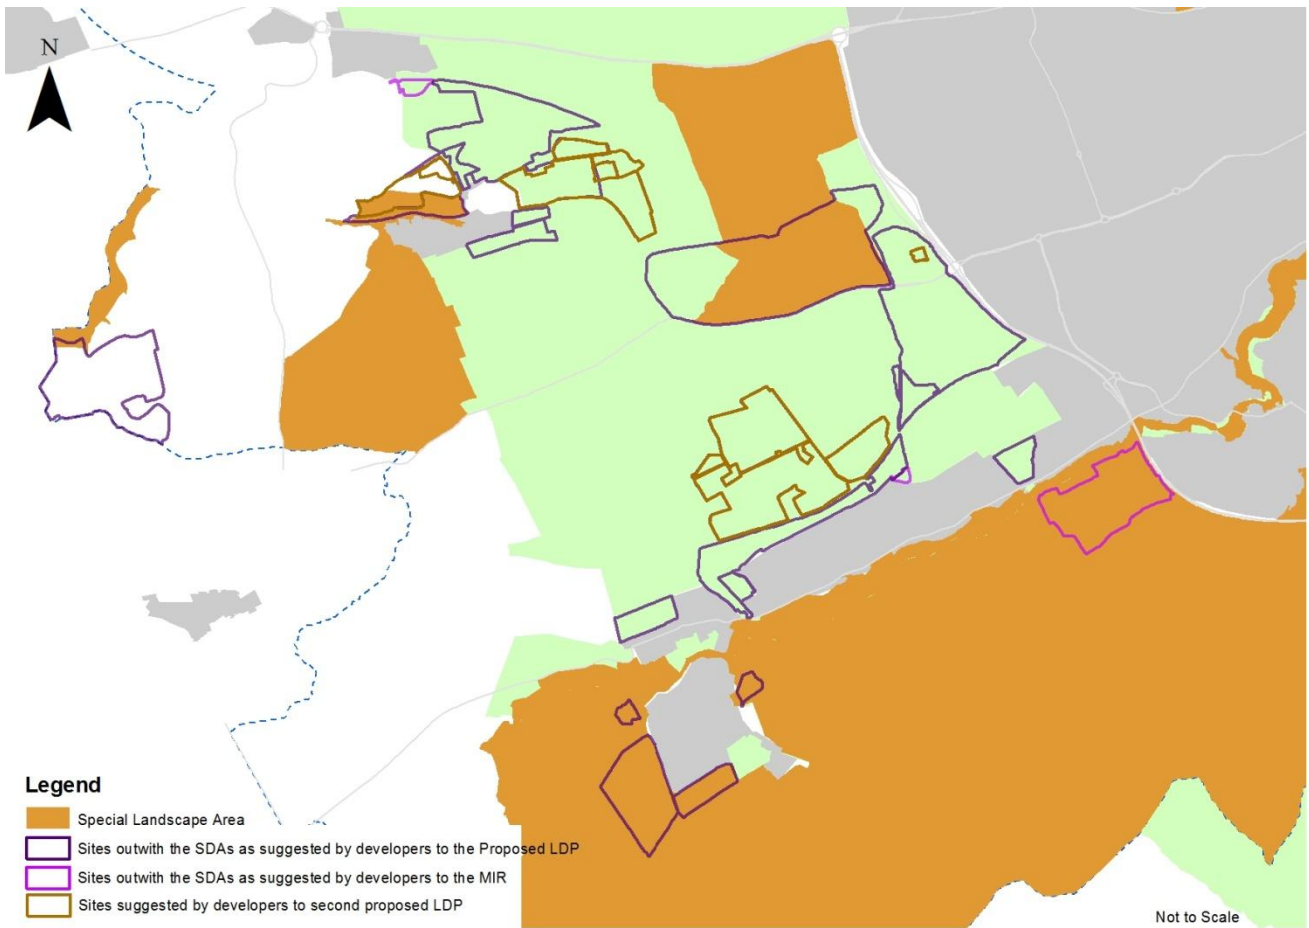 N
Legend
Special Landscape Area
Sites outwith the SDAs as suggested by developers to the Proposed LDP
Sites outwith the SDAs as suggested by developers to the MIR
Sites suggested by developers to second proposed LDP
Not to Scale